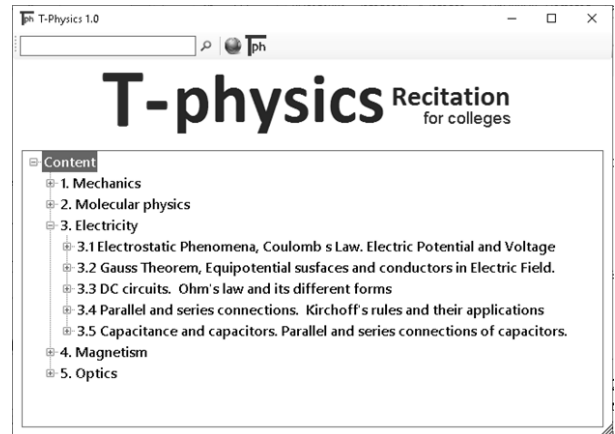 Tph T-Physics 1.0
Tph
T-physics Recitation
for colleges
Content
1. Mechanics
2. Molecular physics
3. Electricity
3.1 Electrostatic Phenomena, Coulomb s Law. Electric Potential and Voltage
3.2 Gauss Theorem, Equipotential susfaces and conductors in Electric Field.
3.3 DC circuits. Ohm's law and its different forms
3.4 Parallel and series connections. Kirchoff's rules and their applications
3.5 Capacitance and capacitors. Parallel and series connections of capacitors.
4. Magnetism
5. Optics